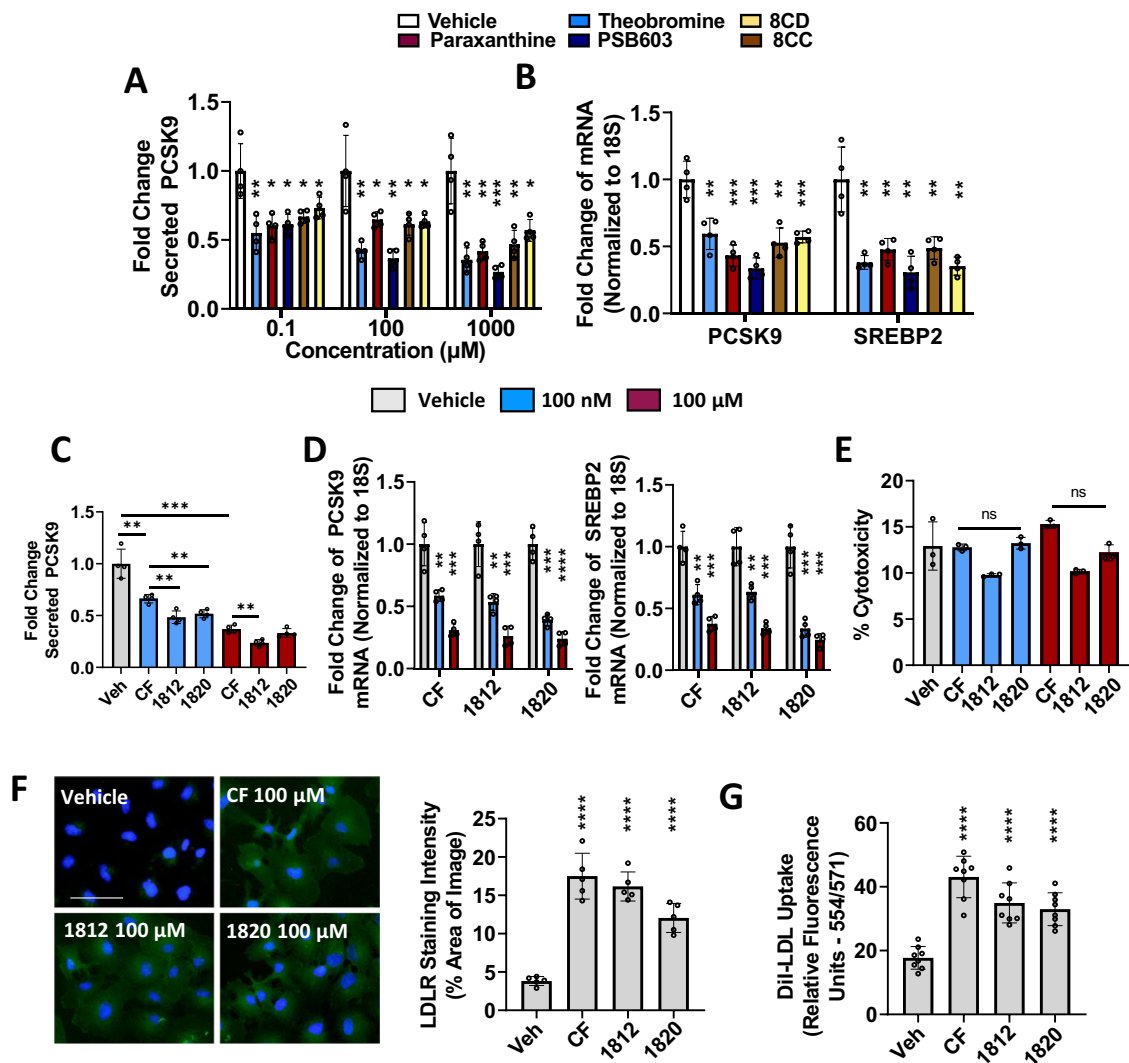 Vehicle Theobromine 8CD
Paraxanthine PSB603 8CC
A
Fold Change
Secreted PCSK9
1.5
1.0
0.5
0.0
** * * * *
** * ** * *
** ** *** ** *
0.1 100 1000
Concentration (µM)
B
Fold Change of mRNA
(Normalized to 18S)
1.5
1.0
0.5
0.0
** *** *** ** ***
** ** ** ** **
PCSK9 SREBP2
Vehicle 100 nM 100 µM
C
Fold Change
Secreted PCSK9
1.5
1.0
0.5
0.0
***
**
**
**
**
Veh CF 1812 1820 CF 1812 1820
D
Fold Change of PCSK9
mRNA (Normalized to 18S)
1.5
1.0
0.5
0.0
** *** ** *** *** ****
CF 1812 1820
Fold Change of SREBP2
mRNA (Normalized to 18S)
1.5
1.0
0.5
0.0
** *** ** *** *** ***
CF 1812 1820
E
% Cytotoxicity
20
15
10
5
0
ns
ns
Veh CF 1812 1820 CF 1812 1820
F
Vehicle
CF 100 µM
1812 100 µM
1820 100 µM
LDLR Staining Intensity
(% Area of Image)
25
20
15
10
5
0
**** **** ****
Veh CF 1812 1820
G
Dil-LDL Uptake
(Relative Fluorescence
Units - 554/571)
80
60
40
20
0
**** **** ****
Veh CF 1812 1820